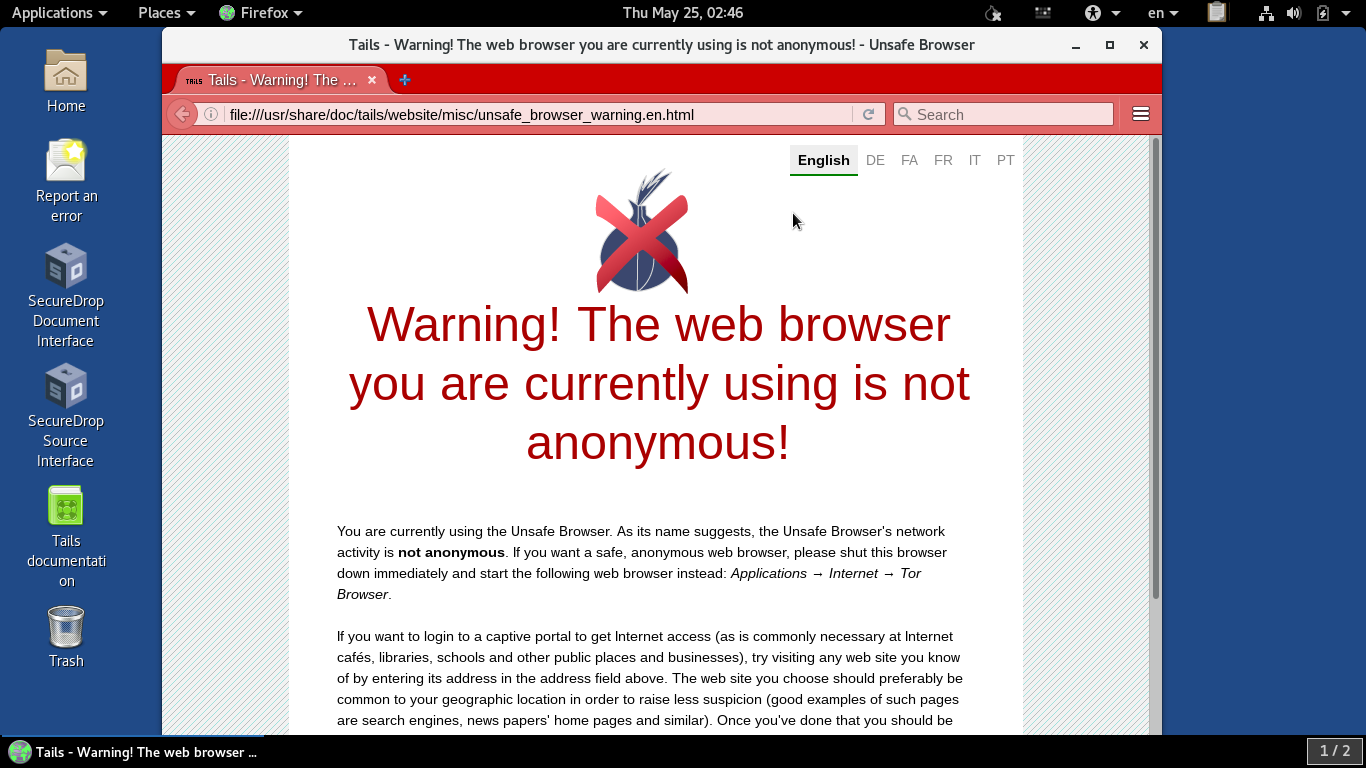 Applications Places Firefox Thu May 25, 02:46 en
Tails - Warning! The web browser you are currently using is not anonymous! - Unsafe Browser
TAILS Tails - Warning! The ...
file:///usr/share/doc/tails/website/misc/unsafe_browser_warning.en.html Search
English DE FA FR IT PT
Home
Report an
error
S D
SecureDrop
Document
Interface
S D
SecureDrop
Source
Interface
Tails
documentati
on
Trash
Warning! The web browser
you are currently using is not
anonymous!
You are currently using the Unsafe Browser. As its name suggests, the Unsafe Browser's network
activity is not anonymous. If you want a safe, anonymous web browser, please shut this browser
down immediately and start the following web browser instead: Applications → Internet → Tor
Browser.
If you want to login to a captive portal to get Internet access (as is commonly necessary at Internet
cafés, libraries, schools and other public places and businesses), try visiting any web site you know
of by entering its address in the address field above. The web site you choose should preferably be
common to your geographic location in order to raise less suspicion (good examples of such pages
are search engines, news papers' home pages and similar). Once you've done that you should be
Tails - Warning! The web browser ... 1 / 2